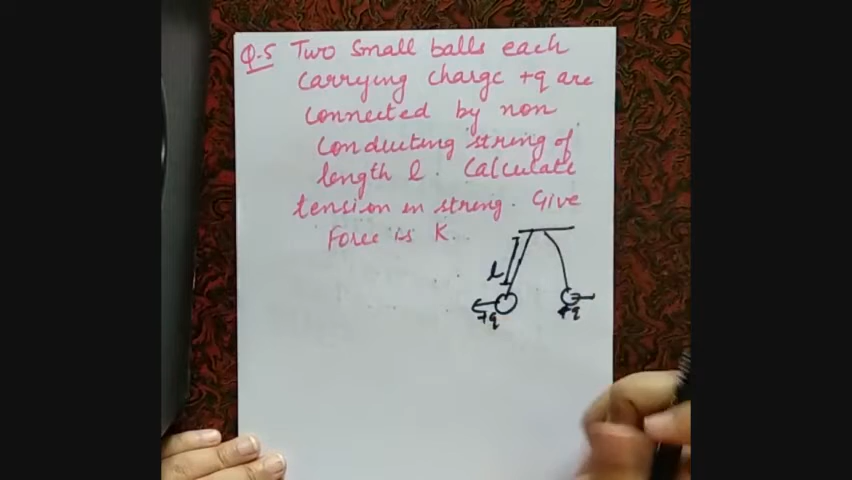 Q.5 Two small balls each
carrying charge +q are
connected by non
conducting string of
length l. Calculate
tension in string. Give
Force is K.
l
+q +q